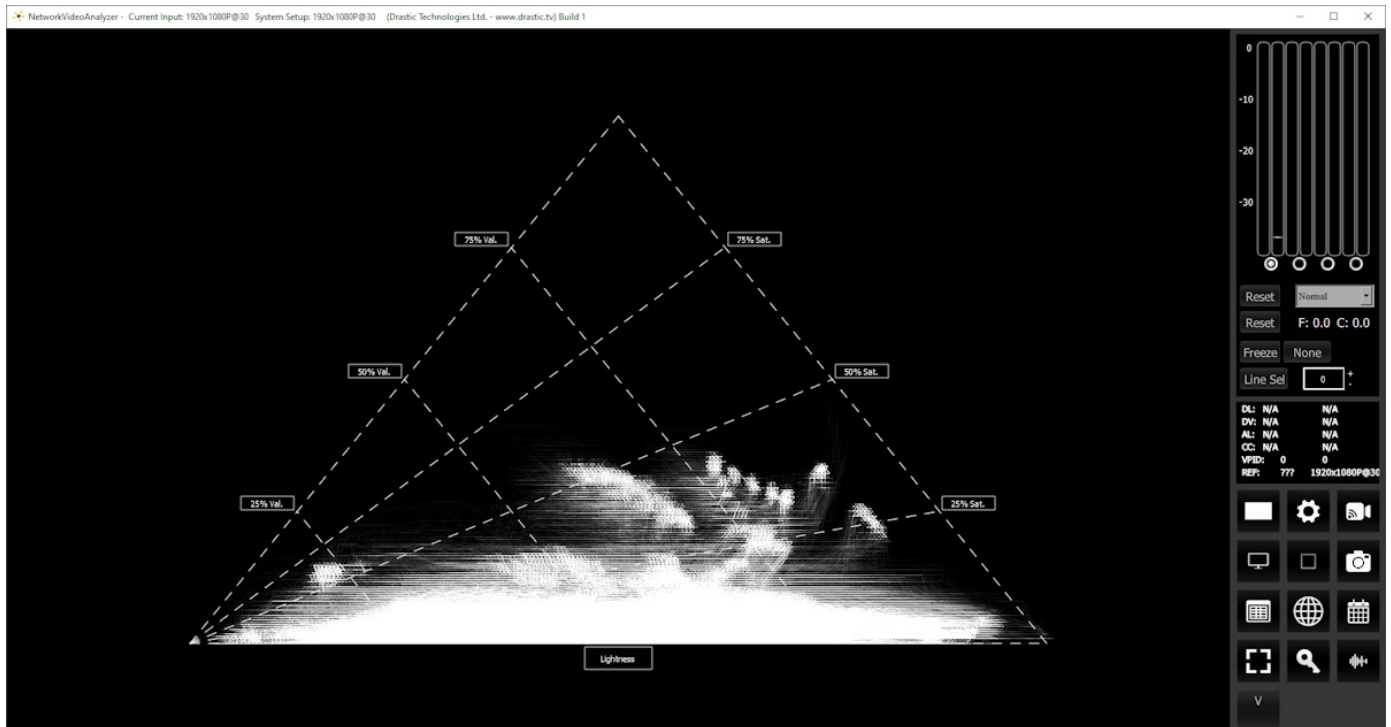 NetworkVideoAnalyzer - Current Input: 1920x1080P@30 System Setup: 1920x1080P@30 (Drastic Technologies Ltd. - www.drastic.tv) Build 1
75% Val.
75% Sat.
50% Val.
50% Sat.
25% Val.
25% Sat.
Lightness
0
-10
-20
-30
Reset Normal
Reset F: 0.0 C: 0.0
Freeze None
Line Sel 0 + -
DL: N/A N/A
DV: N/A N/A
AL: N/A N/A
CC: N/A N/A
VPID: 0 0
REF: ??? 1920x1080P@30
V